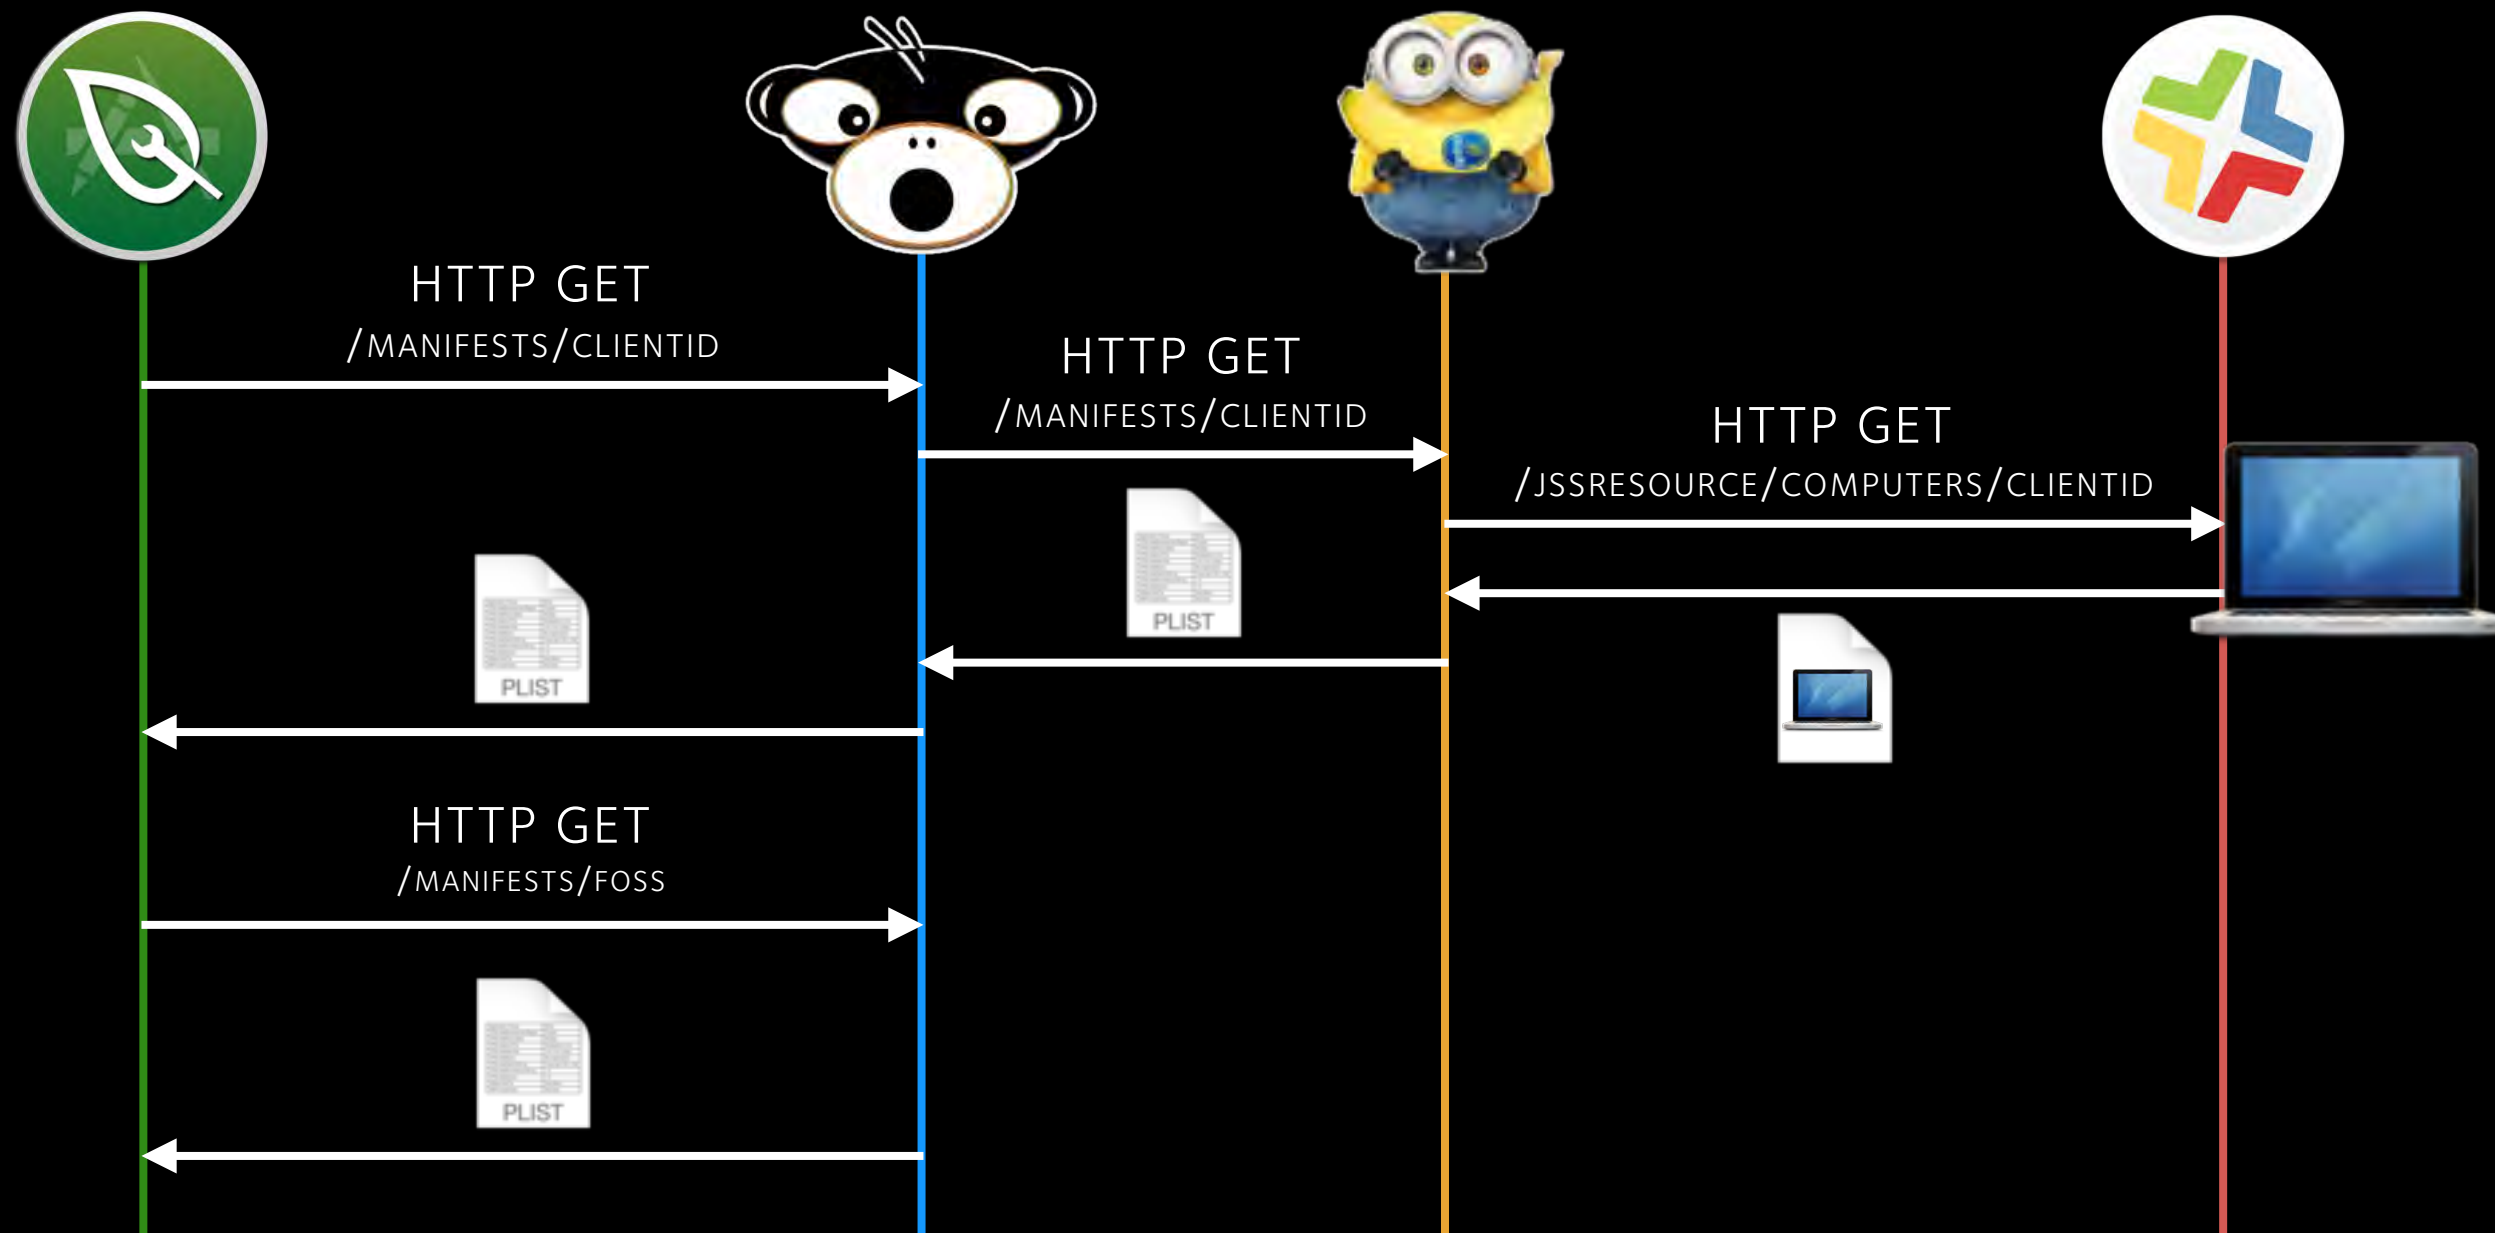 HTTP GET
/MANIFESTS/CLIENTID
HTTP GET
/MANIFESTS/CLIENTID
HTTP GET
/JSSRESOURCE/COMPUTERS/CLIENTID
PLIST
PLIST
HTTP GET
/MANIFESTS/FOSS
PLIST